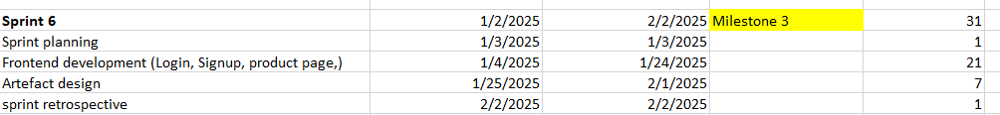 Sprint 6 1/2/2025 2/2/2025 Milestone 3 31
Sprint planning 1/3/2025 1/3/2025 1
Frontend development (Login, Signup, product page,) 1/4/2025 1/24/2025 21
Artefact design 1/25/2025 2/1/2025 7
sprint retrospective 2/2/2025 2/2/2025 1